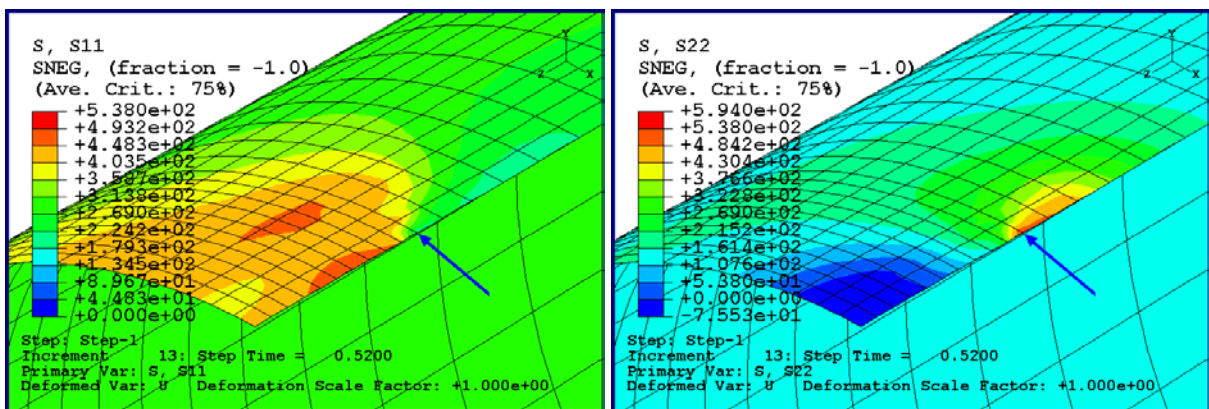 S, S11
SNEG, (fraction = -1.0)
(Ave. Crit.: 75%)
+5.380e+02
+4.932e+02
+4.483e+02
+4.035e+02
+3.587e+02
+3.138e+02
+2.690e+02
+2.242e+02
+1.793e+02
+1.345e+02
+8.967e+01
+4.483e+01
+0.000e+00
Y
Z
X
Step: Step-1
Increment 13: Step Time = 0.5200
Primary Var: S, S11
Deformed Var: U Deformation Scale Factor: +1.000e+00
S, S22
SNEG, (fraction = -1.0)
(Ave. Crit.: 75%)
+5.940e+02
+5.380e+02
+4.842e+02
+4.304e+02
+3.766e+02
+3.228e+02
+2.690e+02
+2.152e+02
+1.614e+02
+1.076e+02
+5.380e+01
+0.000e+00
-7.553e+01
Y
Z
X
Step: Step-1
Increment 13: Step Time = 0.5200
Primary Var: S, S22
Deformed Var: U Deformation Scale Factor: +1.000e+00